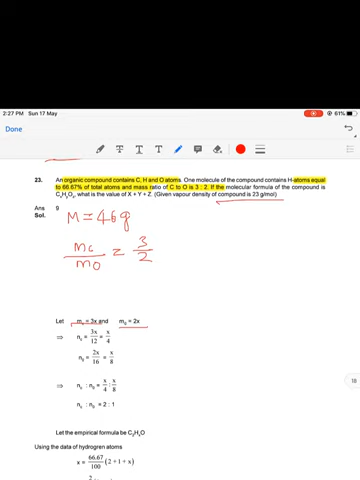 2:27 PM Sun 17 May
61%
Done
23. An organic compound contains C, H and O atoms. One molecule of the compound contains H-atoms equal
to 66.67% of total atoms and mass ratio of C to O is 3 : 2. If the molecular formula of the compound is
CxHyOz, what is the value of X + Y + Z. (Given vapour density of compound is 23 g/mol)
Ans 9
Sol. M = 46 g
mc/mo = 3/2
Let mc = 3x and mo = 2x
⇒ nc = 3x/12 = x/4
no = 2x/16 = x/8
18
⇒ nc : no = x/4 : x/8
nc : no = 2 : 1
Let the empirical formula be C2HxO
Using the data of hydrogren atoms
x = 66.67/100 (2 + 1 + x)
2